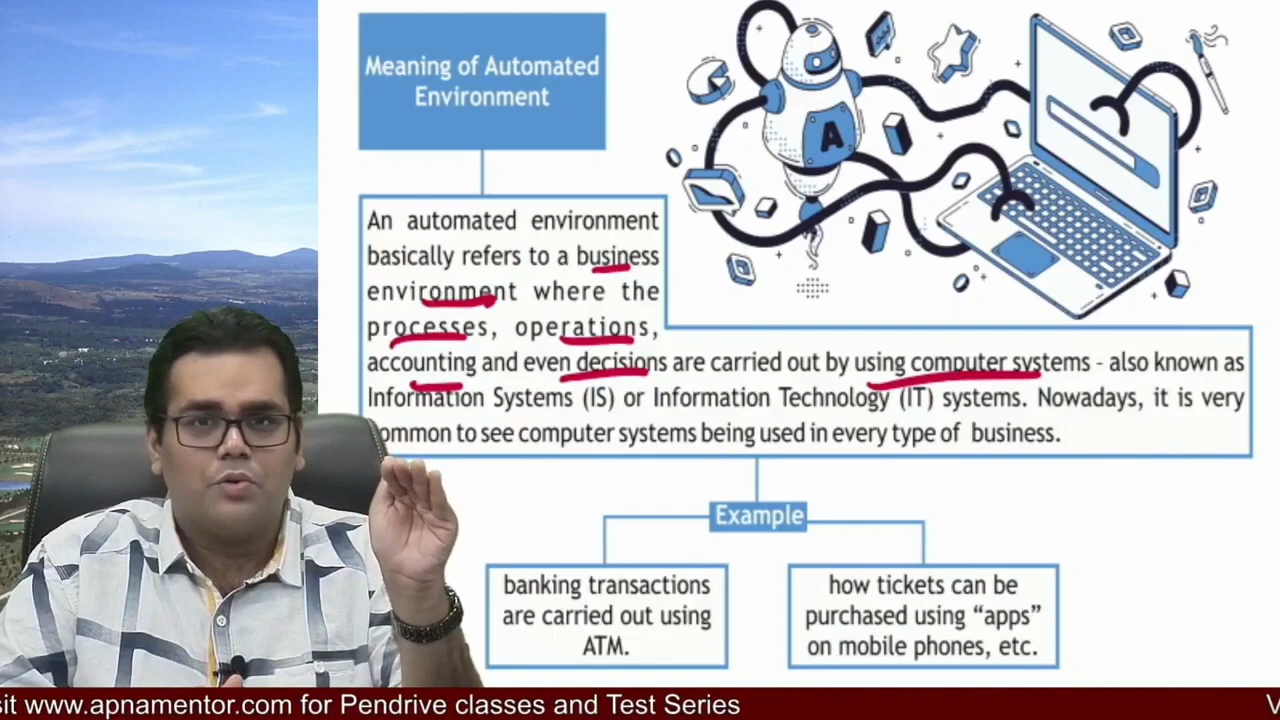 Meaning of Automated
Environment
A
An automated environment
basically refers to a business
environment where the
processes, operations,
accounting and even decisions are carried out by using computer systems - also known as
Information Systems (IS) or Information Technology (IT) systems. Nowadays, it is very
ommon to see computer systems being used in every type of business.
Example
banking transactions
are carried out using
ATM.
how tickets can be
purchased using “apps”
on mobile phones, etc.
sit www.apnamentor.com for Pendrive classes and Test Series
V